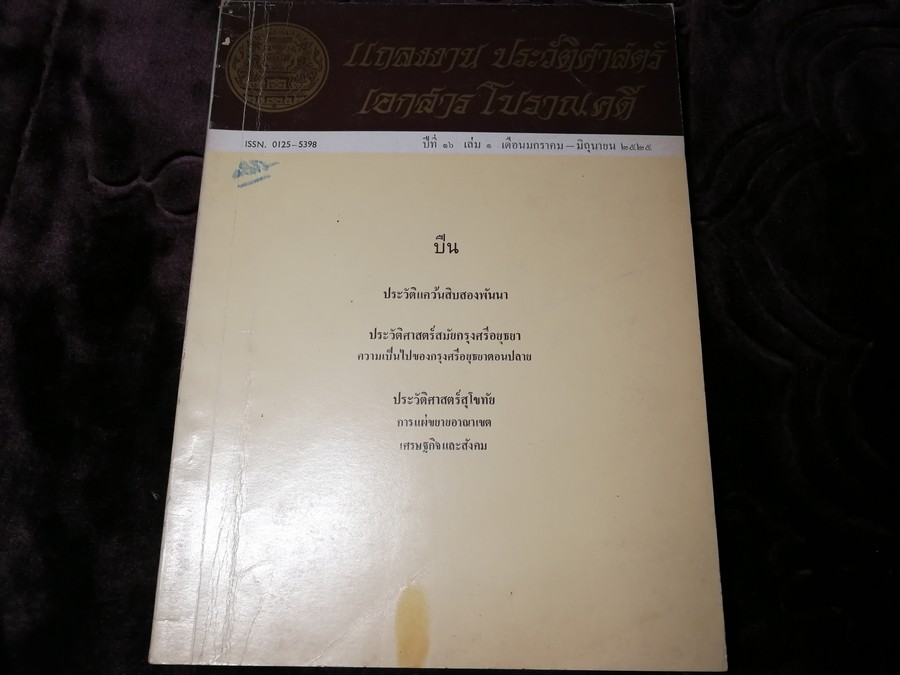 แถลงงาน ประวัติศาสตร์
เอกสาร โบราณคดี
ISSN. 0125-5398 ปีที่ ๑๖ เล่ม ๑ เดือนมกราคม – มิถุนายน ๒๕๒๕
ปืน
ประวัติแคว้นสิบสองพันนา
ประวัติศาสตร์สมัยกรุงศรีอยุธยา
ความเป็นไปของกรุงศรีอยุธยาตอนปลาย
ประวัติศาสตร์สุโขทัย
การแผ่ขยายอาณาเขต
เศรษฐกิจและสังคม